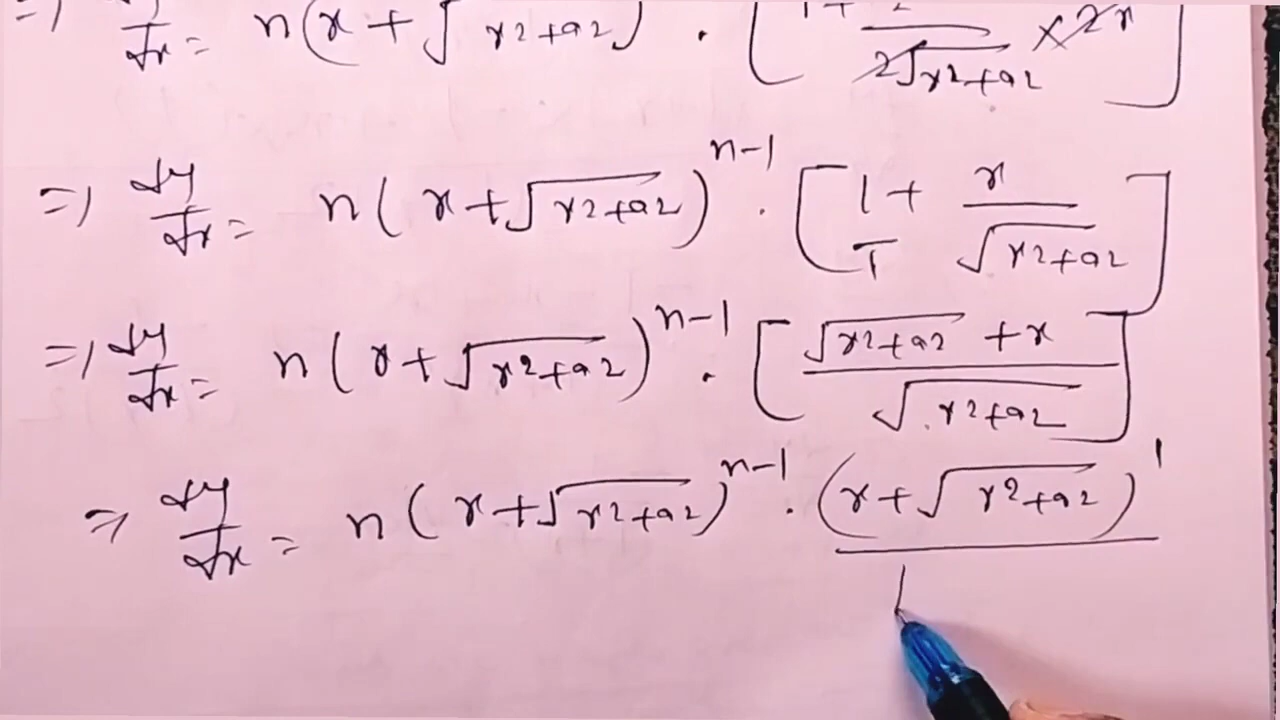 => dy/dx = n(x + √x2+a2) . [1 + /2√x2+a2 × 2x]
=> dy/dx = n(x+√x2+a2)^n-1 . [1/1 + x/√x2+a2]
=> dy/dx = n(x+√x2+a2)^n-1 . [√x2+a2 + x/√x2+a2]
=> dy/dx = n(x+√x2+a2)^n-1 . (x+√x2+a2)^1